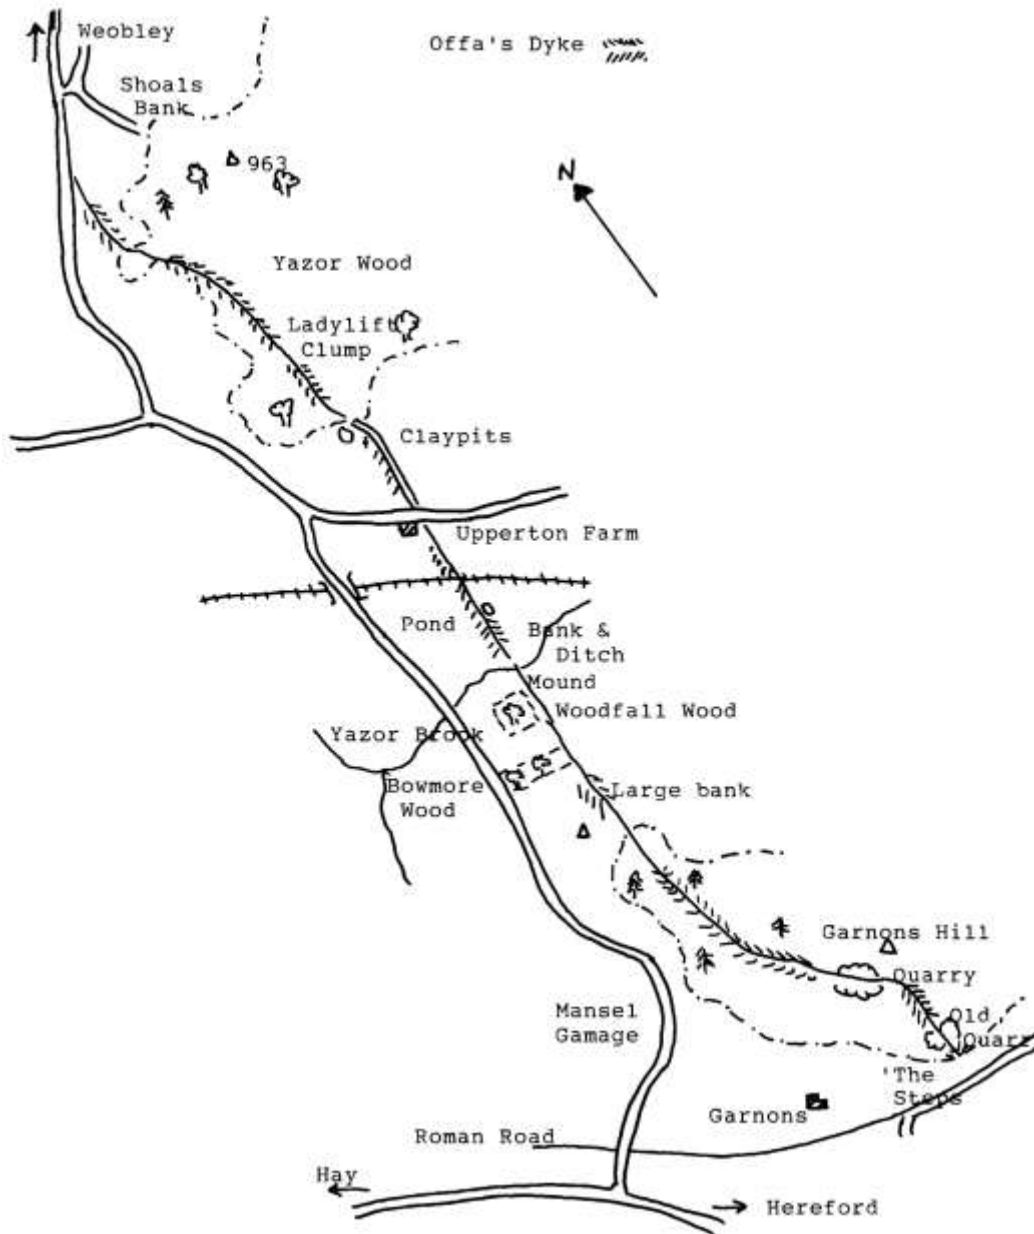 Weobley
Offa's Dyke
Shoals
Bank
963
N
Yazor Wood
Ladylift
Clump
Claypits
Upperton Farm
Pond
Bank &
Ditch
Mound
Woodfall Wood
Yazor Brook
Bowmore
Wood
Large bank
Garnons Hill
Quarry
Old
Quarr
Mansel
Gamage
'The
Steps
Garnons
Roman Road
Hay
Hereford